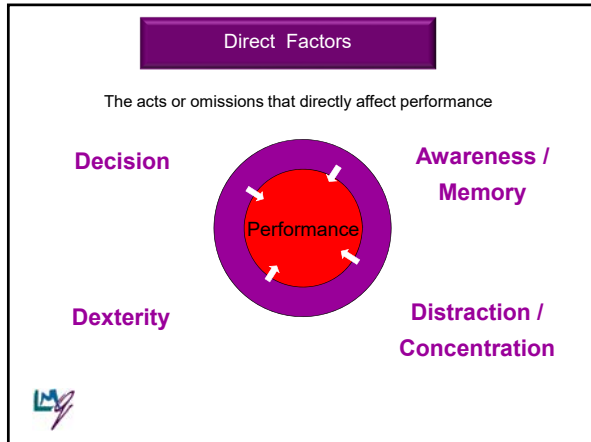 Direct Factors
The acts or omissions that directly affect performance
Decision
Awareness /
Memory
Performance
Dexterity
Distraction /
Concentration